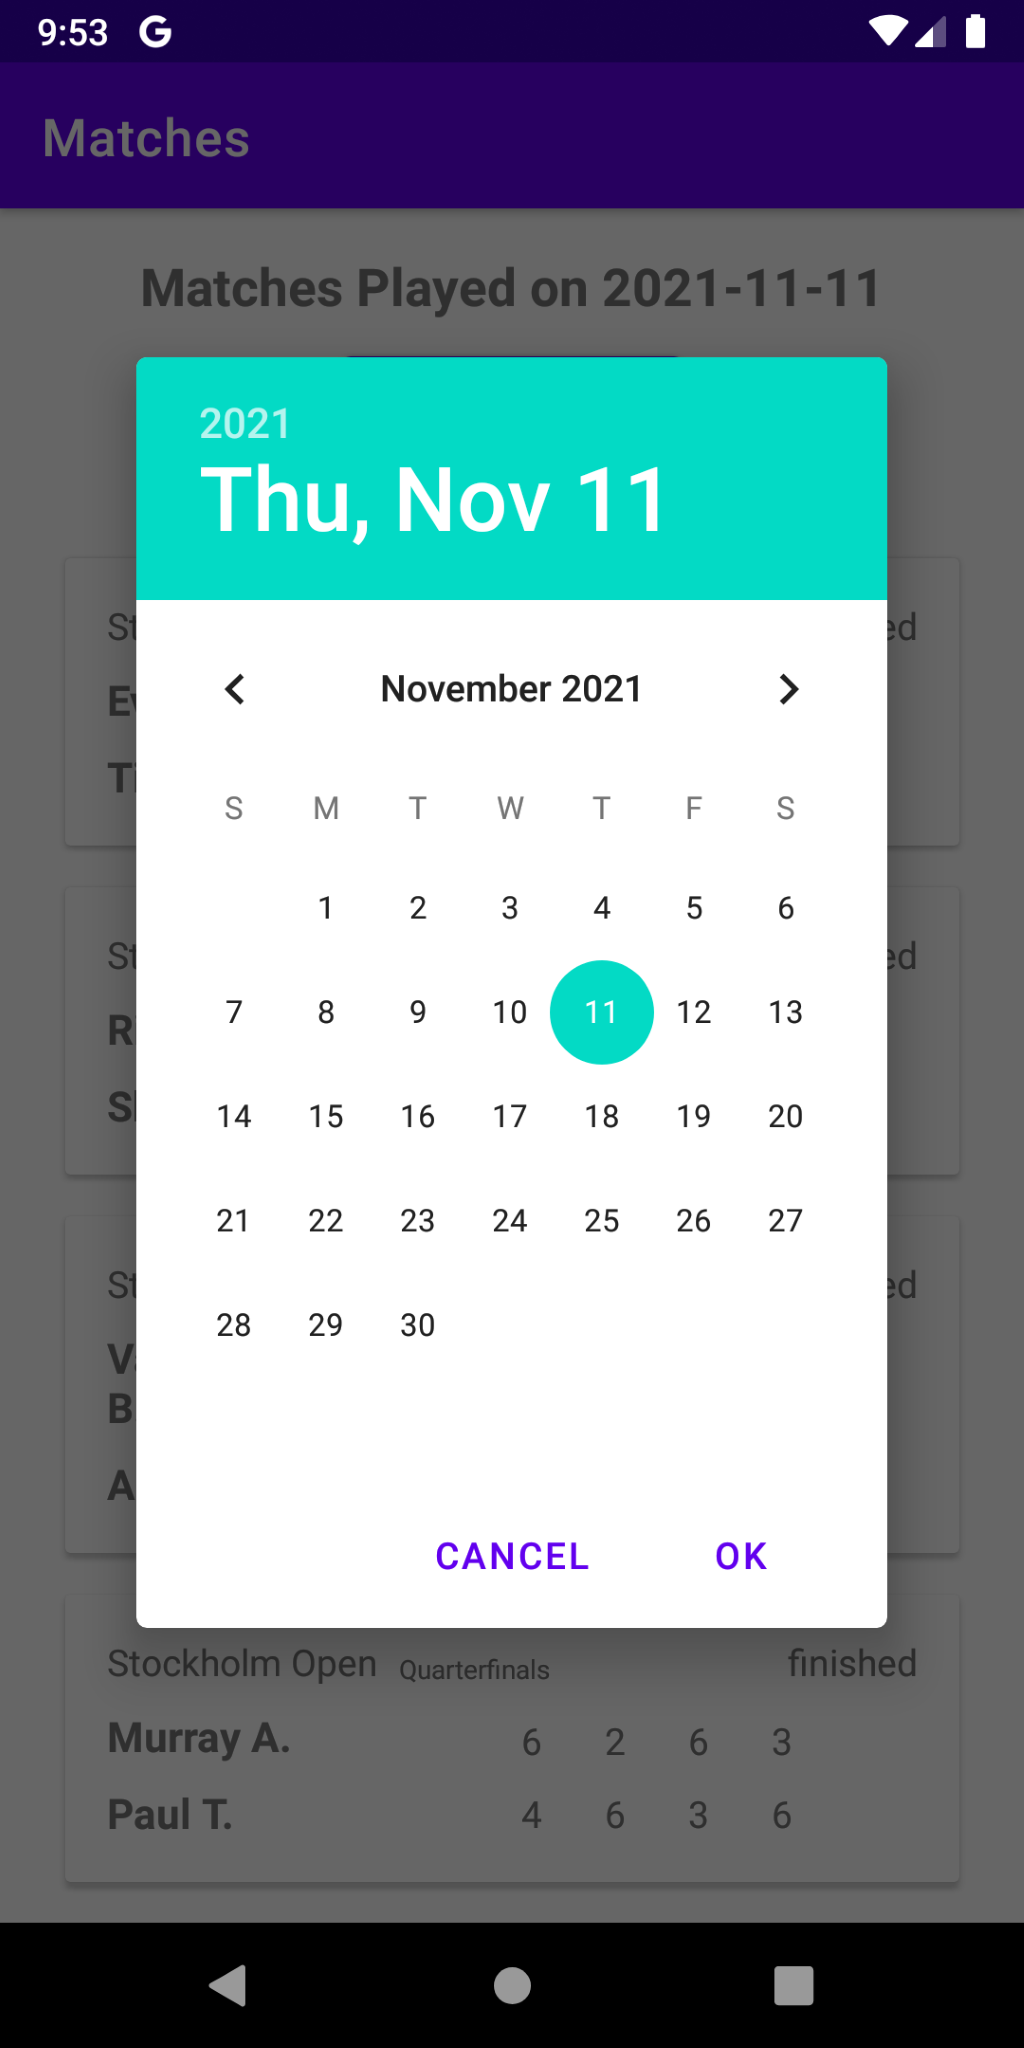 9:53 G
Matches
Matches Played on 2021-11-11
2021
Thu, Nov 11
November 2021
S M T W T F S
1 2 3 4 5 6
7 8 9 10 11 12 13
14 15 16 17 18 19 20
21 22 23 24 25 26 27
28 29 30
CANCEL OK
Stockholm Open Quarterfinals finished
Murray A. 6 2 6 3
Paul T. 4 6 3 6